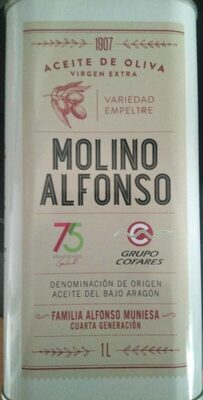 1907
ACEITE DE OLIVA
VIRGEN EXTRA
VARIEDAD
EMPELTRE
MOLINO
ALFONSO
75
GRUPO
COFARES
DENOMINACIÓN DE ORIGEN
ACEITE DEL BAJO ARAGÓN
FAMILIA ALFONSO MUNIESA
CUARTA GENERACIÓN
1L